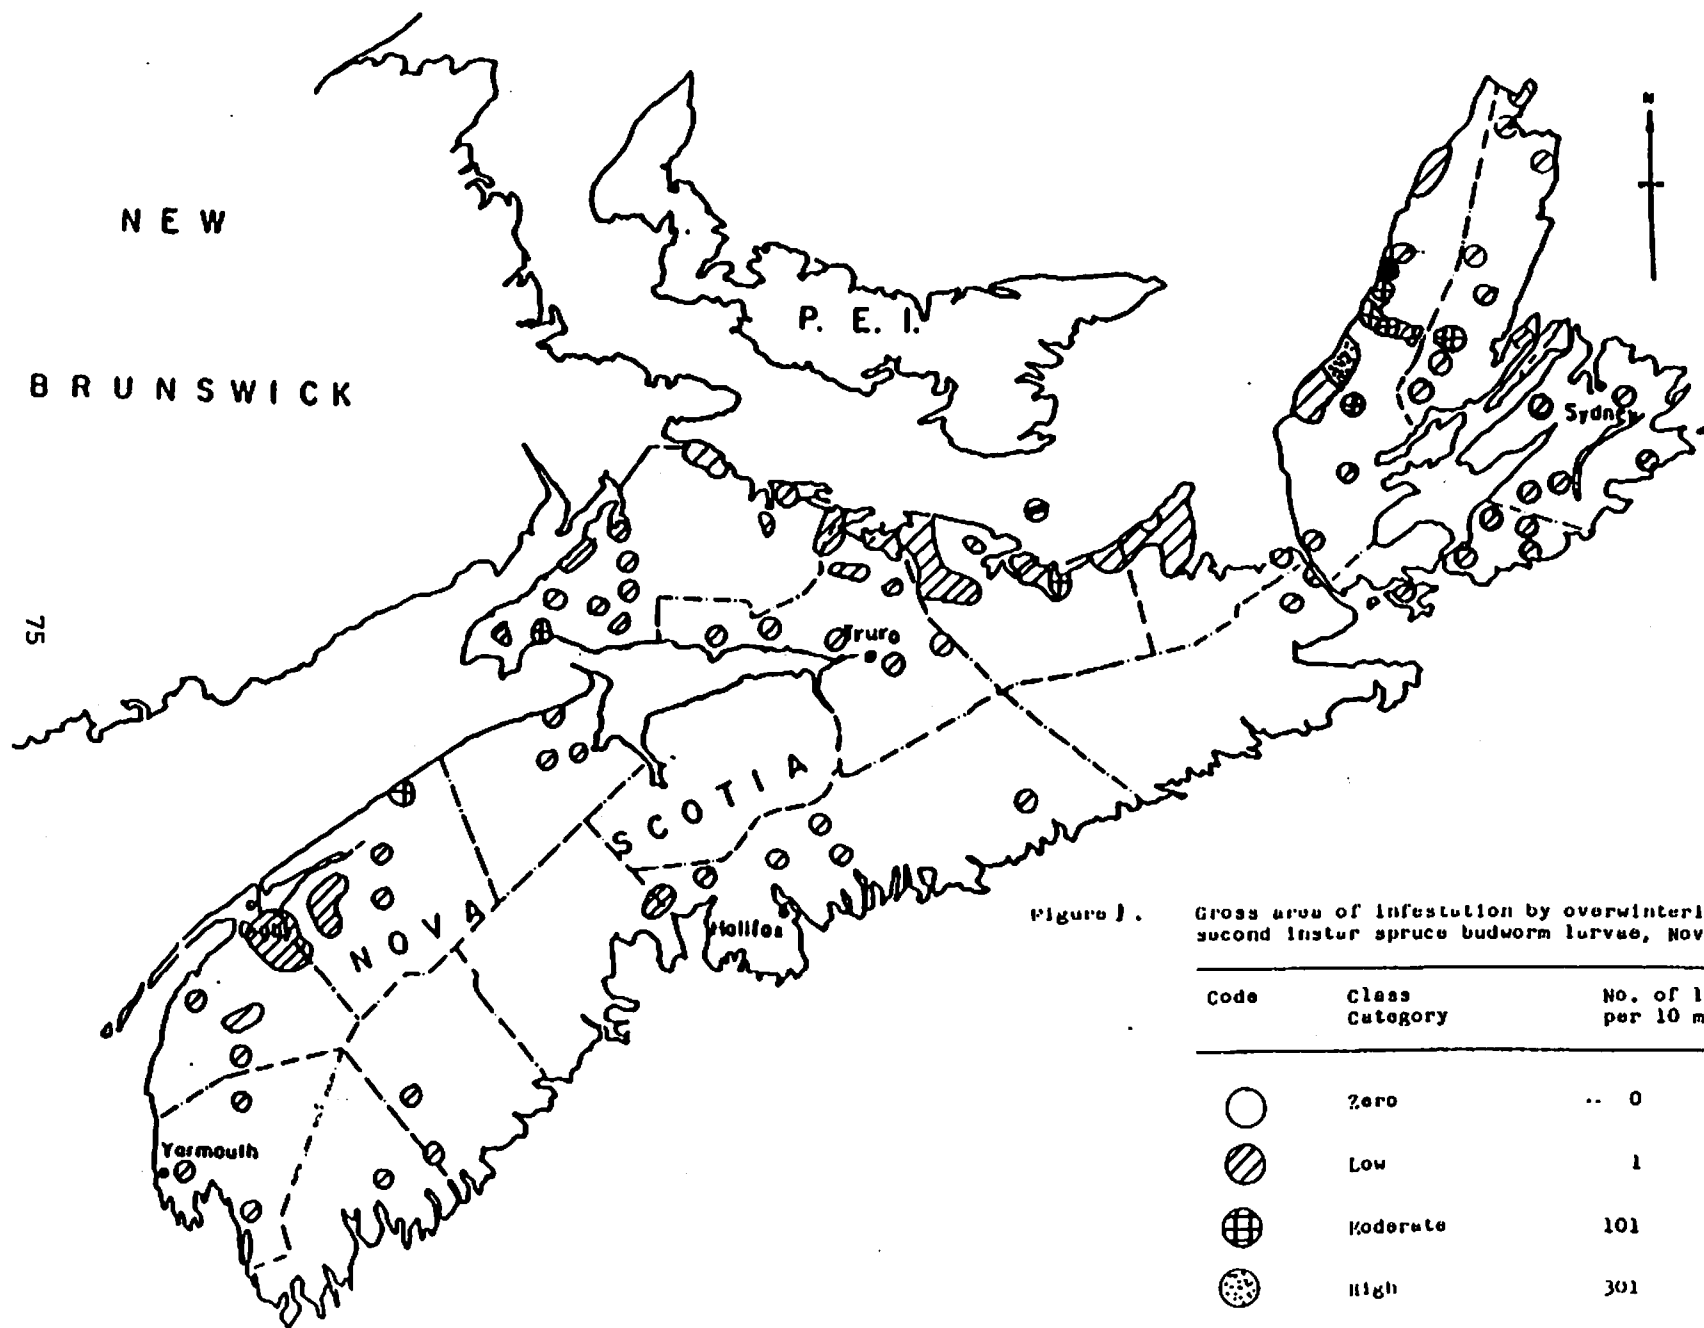 N
NEW
BRUNSWICK
P. E. I.
Sydney
Truro
75
NOVA SCOTIA
Halifax
Yarmouth
Figure 1. Gross area of infestation by overwinteri
second instar spruce budworm larvae, Nov
Code Class Category No. of l per 10 m
Zero .. 0
Low 1
Moderate 101
High 301